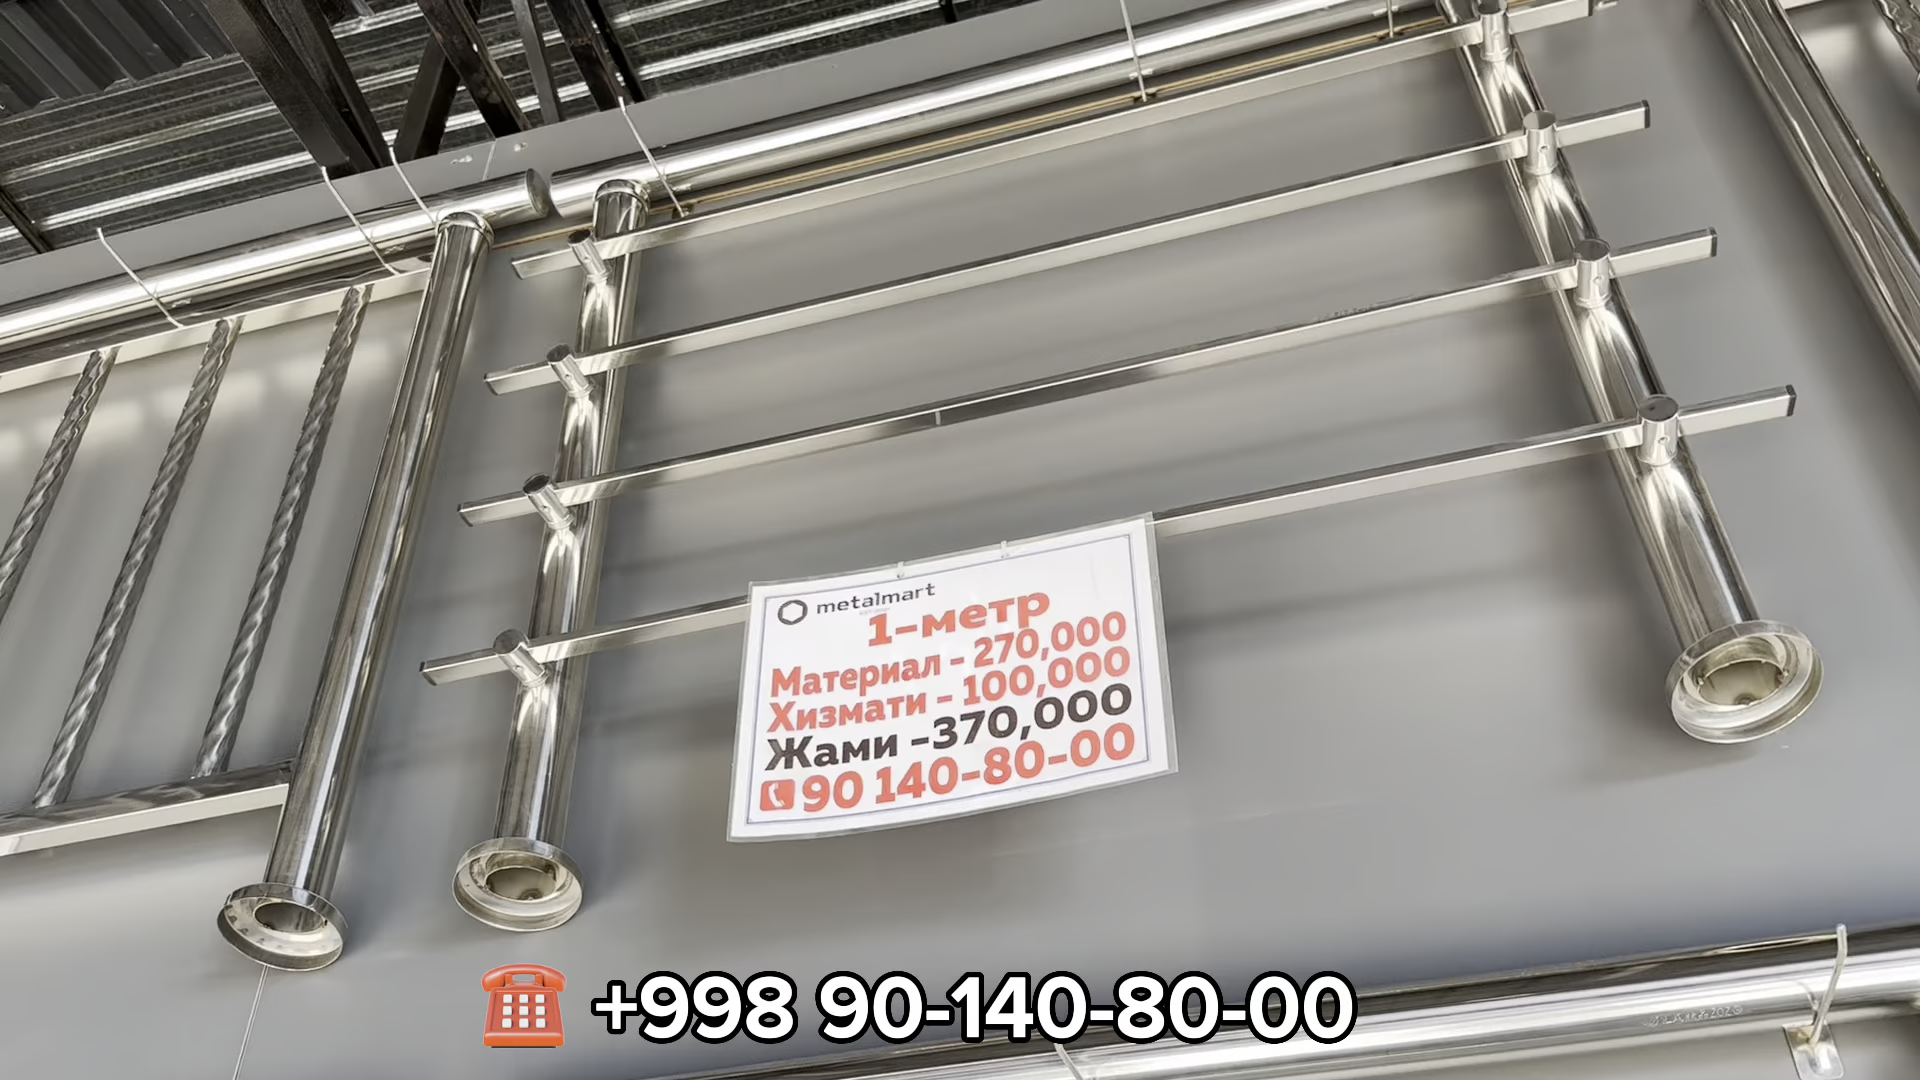 metalmart
1-метр
Материал - 270,000
Хизмати - 100,000
Жами -370,000
90 140-80-00
+998 90-140-80-00